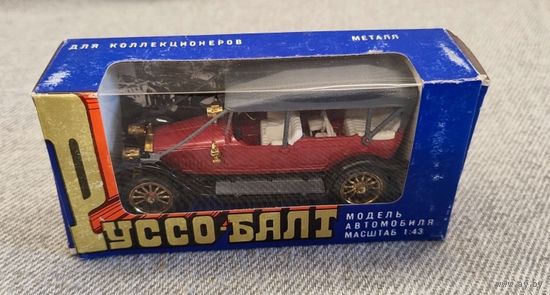 ДЛЯ КОЛЛЕКЦИОНЕРОВ
МЕТАЛЛ
РУССО-БАЛТ
МОДЕЛЬ
АВТОМОБИЛЯ
МАСШТАБ 1:43